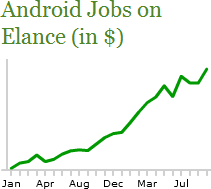 Android Jobs on
Elance (in $)
Jan Apr Aug Dec Mar Jul